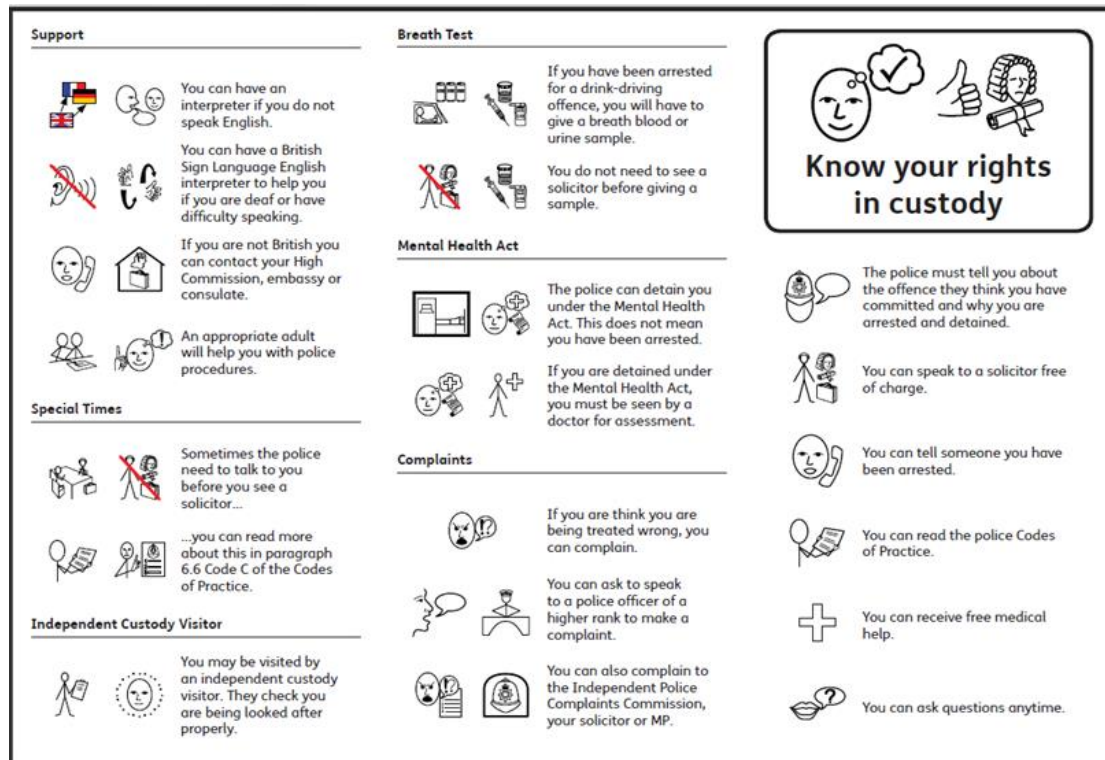 Support
You can have an
interpreter if you do not
speak English.
You can have a British
Sign Language English
interpreter to help you
if you are deaf or have
difficulty speaking.
If you are not British you
can contact your High
Commission, embassy or
consulate.
An appropriate adult
will help you with police
procedures.
Special Times
Sometimes the police
need to talk to you
before you see a
solicitor...
...you can read more
about this in paragraph
6.6 Code C of the Codes
of Practice.
Independent Custody Visitor
You may be visited by
an independent custody
visitor. They check you
are being looked after
properly.
Breath Test
If you have been arrested
for a drink-driving
offence, you will have to
give a breath blood or
urine sample.
You do not need to see a
solicitor before giving a
sample.
Mental Health Act
The police can detain you
under the Mental Health
Act. This does not mean
you have been arrested.
If you are detained under
the Mental Health Act,
you must be seen by a
doctor for assessment.
Complaints
If you are think you are
being treated wrong, you
can complain.
You can ask to speak
to a police officer of a
higher rank to make a
complaint.
You can also complain to
the Independent Police
Complaints Commission,
your solicitor or MP.
Know your rights
in custody
The police must tell you about
the offence they think you have
committed and why you are
arrested and detained.
You can speak to a solicitor free
of charge.
You can tell someone you have
been arrested.
You can read the police Codes
of Practice.
You can receive free medical
help.
You can ask questions anytime.